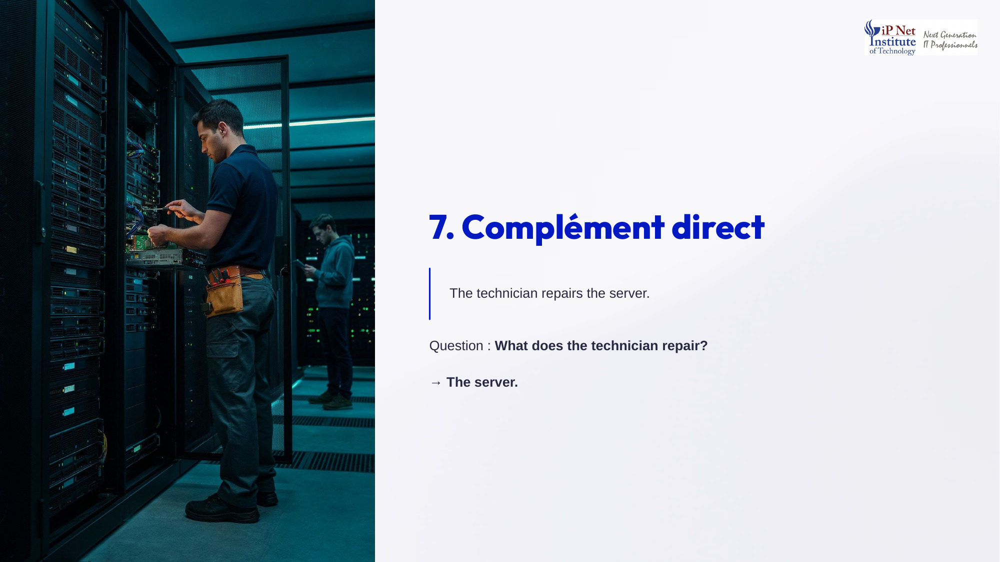 iP Net
Institute
of Technology
Next Generation
IT Professionnels
7. Complément direct
The technician repairs the server.
Question : What does the technician repair?
→ The server.